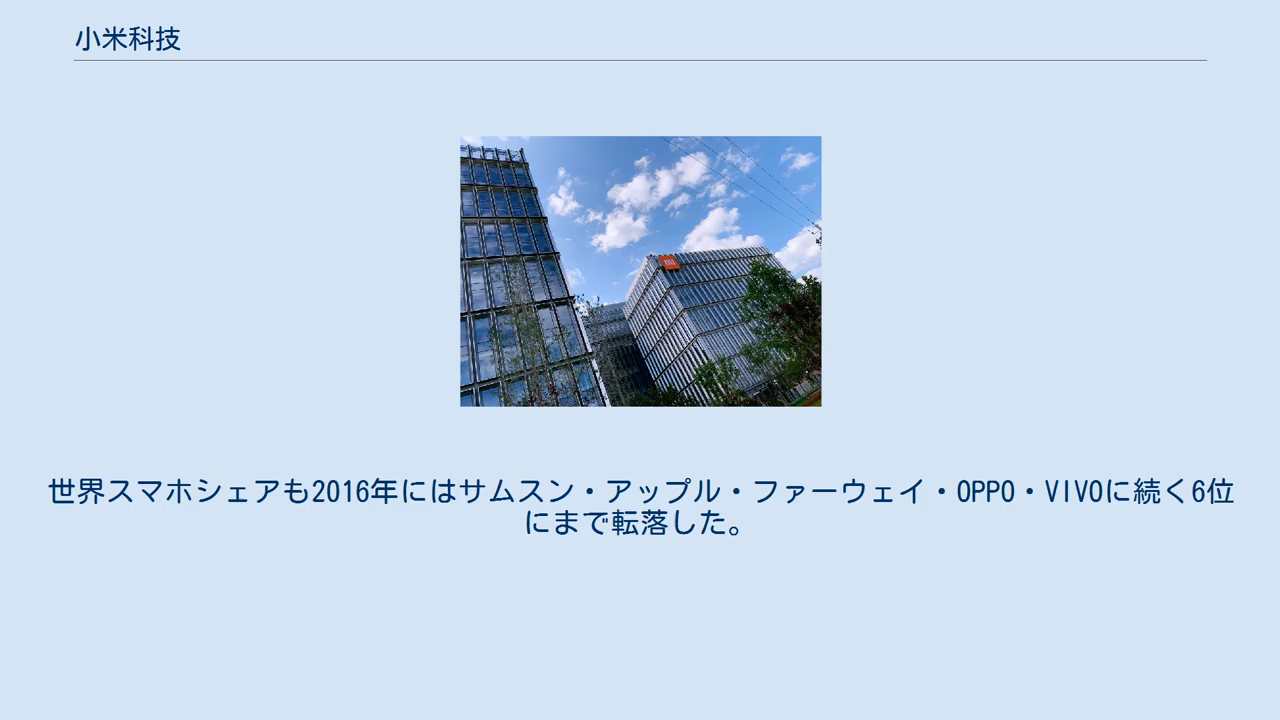 小米科技
世界スマホシェアも2016年にはサムスン・アップル・ファーウェイ・OPPO・VIVOに続く6位
にまで転落した。